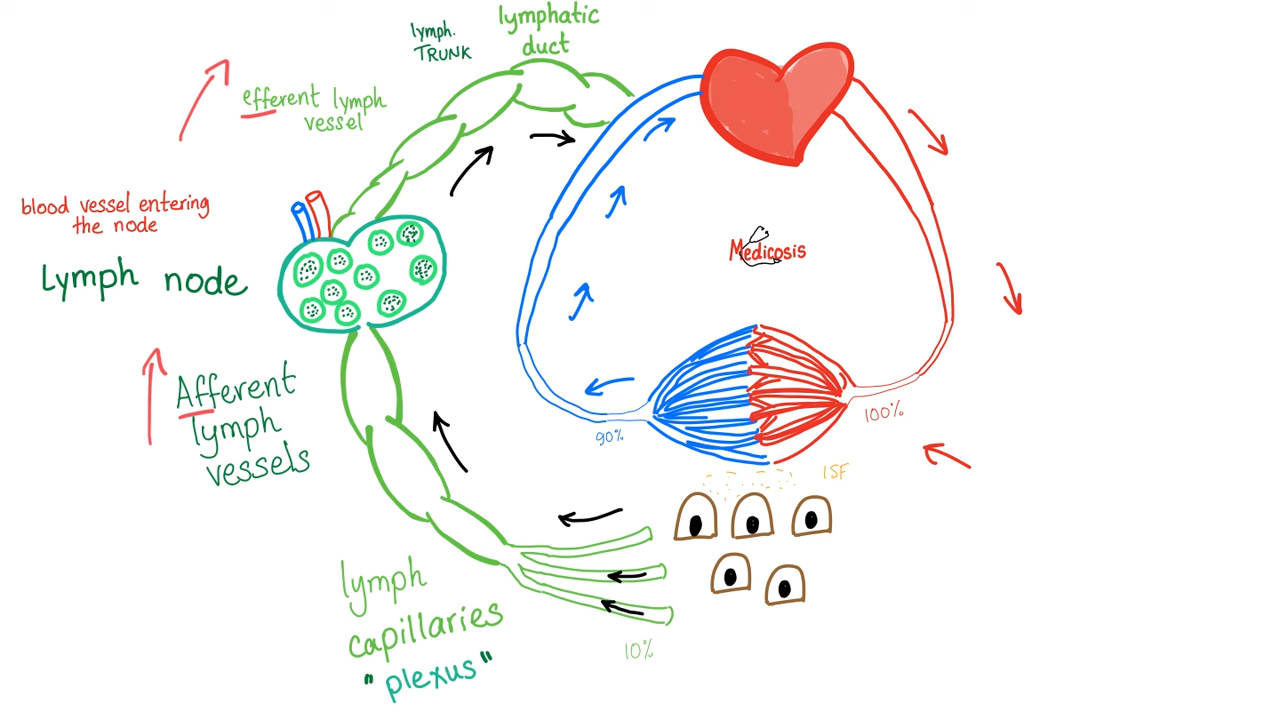 lymphatic
duct
lymph.
TRUNK
efferent lymph
vessel
blood vessel entering
the node
Lymph node
Medicosis
Afferent
lymph
vessels
100%
90%
ISF
lymph
capillaries
"plexus"
10%